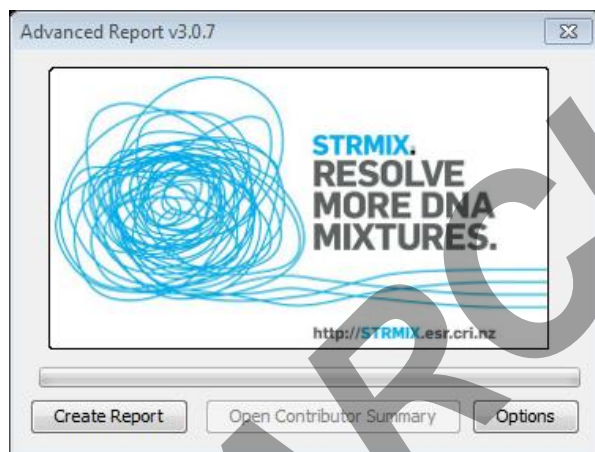 Advanced Report v3.0.7
STRMIX.
RESOLVE
MORE DNA
MIXTURES.
http://STRMIX.esr.cri.nz
Create Report
Open Contributor Summary
Options